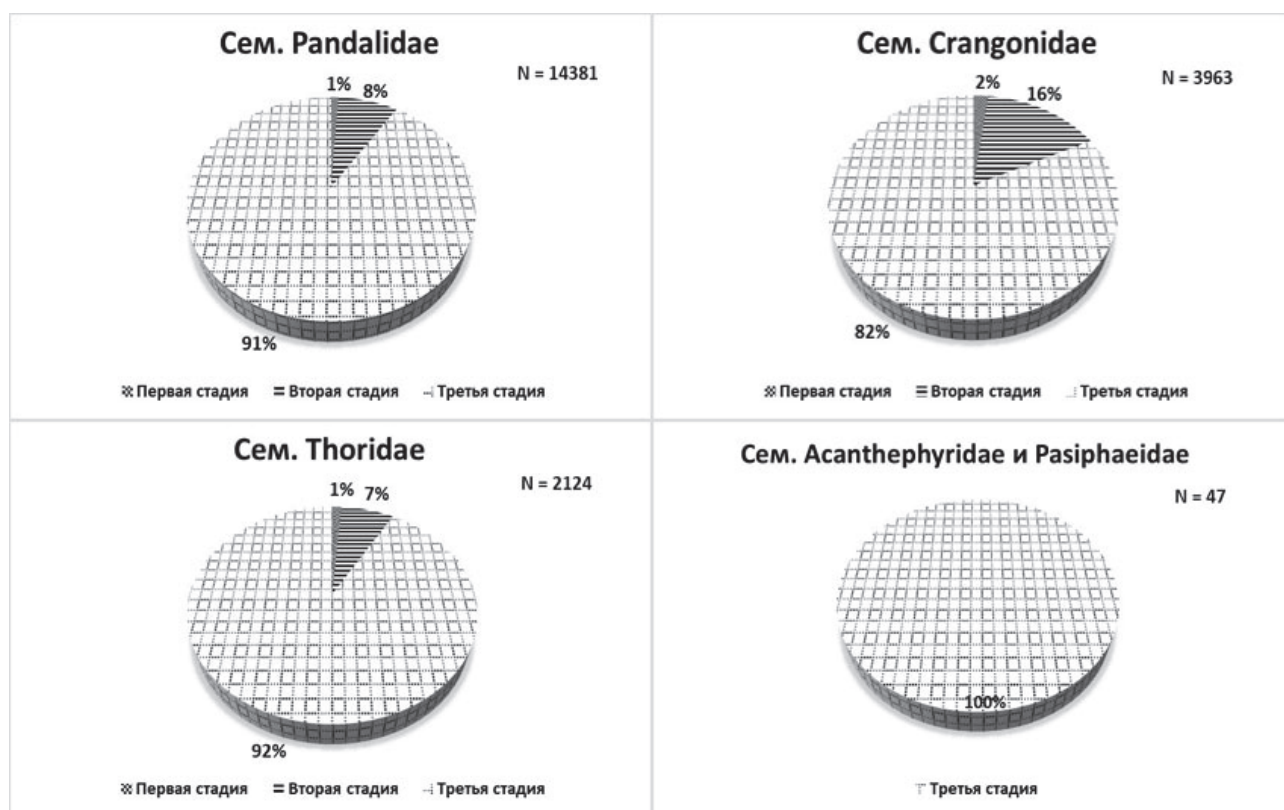 Сем. Pandalidae
N = 14381
1%
8%
91%
Первая стадия Вторая стадия Третья стадия
Сем. Crangonidae
N = 3963
2%
16%
82%
Первая стадия Вторая стадия Третья стадия
Сем. Thoridae
N = 2124
1%
7%
92%
Первая стадия Вторая стадия Третья стадия
Сем. Acanthephyridae и Pasiphaeidae
N = 47
100%
Третья стадия